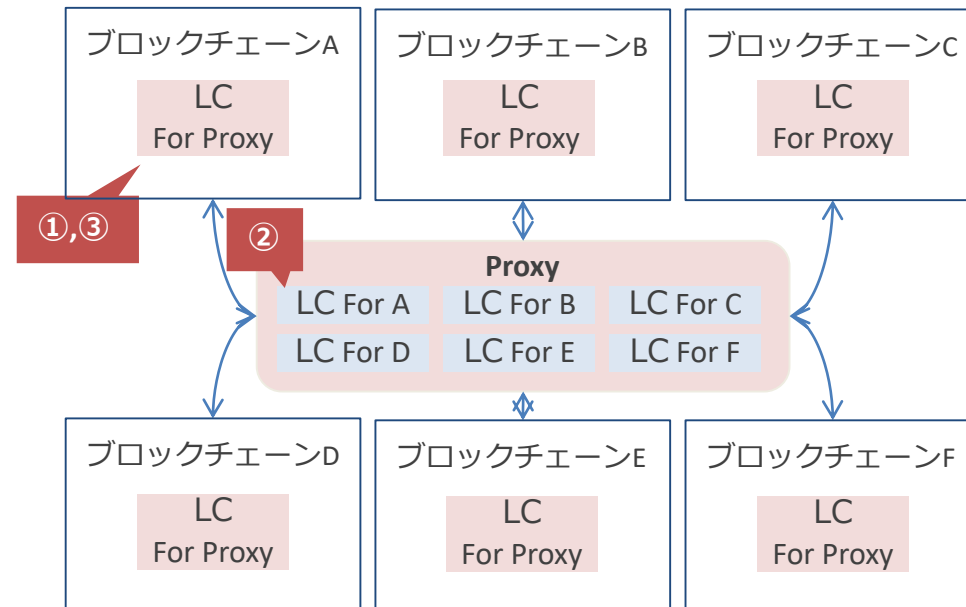 ブロックチェーンA
LC
For Proxy
ブロックチェーンB
LC
For Proxy
ブロックチェーンC
LC
For Proxy
①,③
②
Proxy
LC For A
LC For B
LC For C
LC For D
LC For E
LC For F
ブロックチェーンD
LC
For Proxy
ブロックチェーンE
LC
For Proxy
ブロックチェーンF
LC
For Proxy